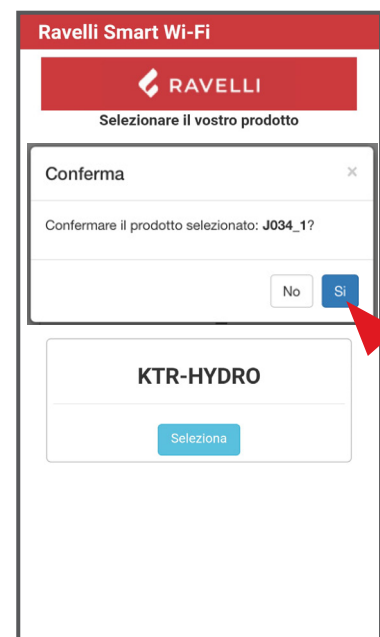 Ravelli Smart Wi-Fi
RAVELLI
Selezionare il vostro prodotto
Conferma ×
Confermare il prodotto selezionato: J034_1?
No Si
KTR-HYDRO
Seleziona